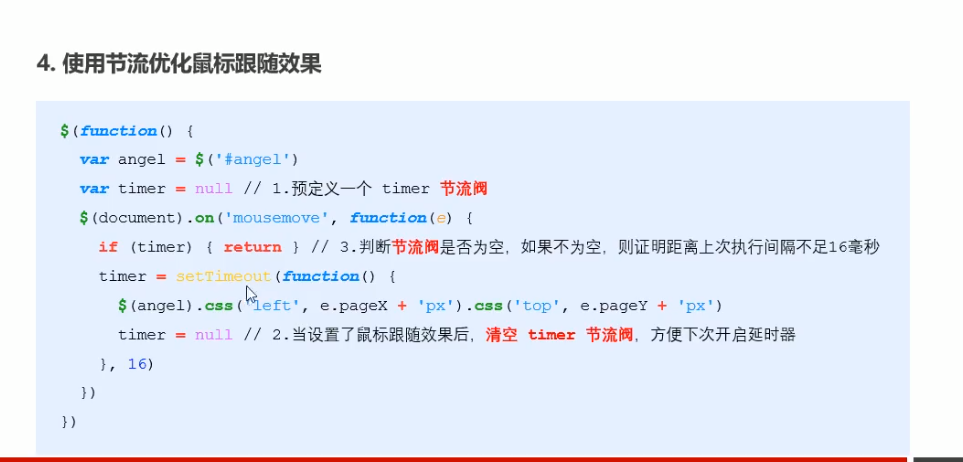 4. 使用节流优化鼠标跟随效果
$(function() {
var angel = $('#angel')
var timer = null // 1.预定义一个 timer 节流阀
$(document).on('mousemove', function(e) {
if (timer) { return } // 3.判断节流阀是否为空，如果不为空，则证明距离上次执行间隔不足16毫秒
timer = setTimeout(function() {
$(angel).css('left', e.pageX + 'px').css('top', e.pageY + 'px')
timer = null // 2.当设置了鼠标跟随效果后，清空 timer 节流阀，方便下次开启延时器
}, 16)
})
})